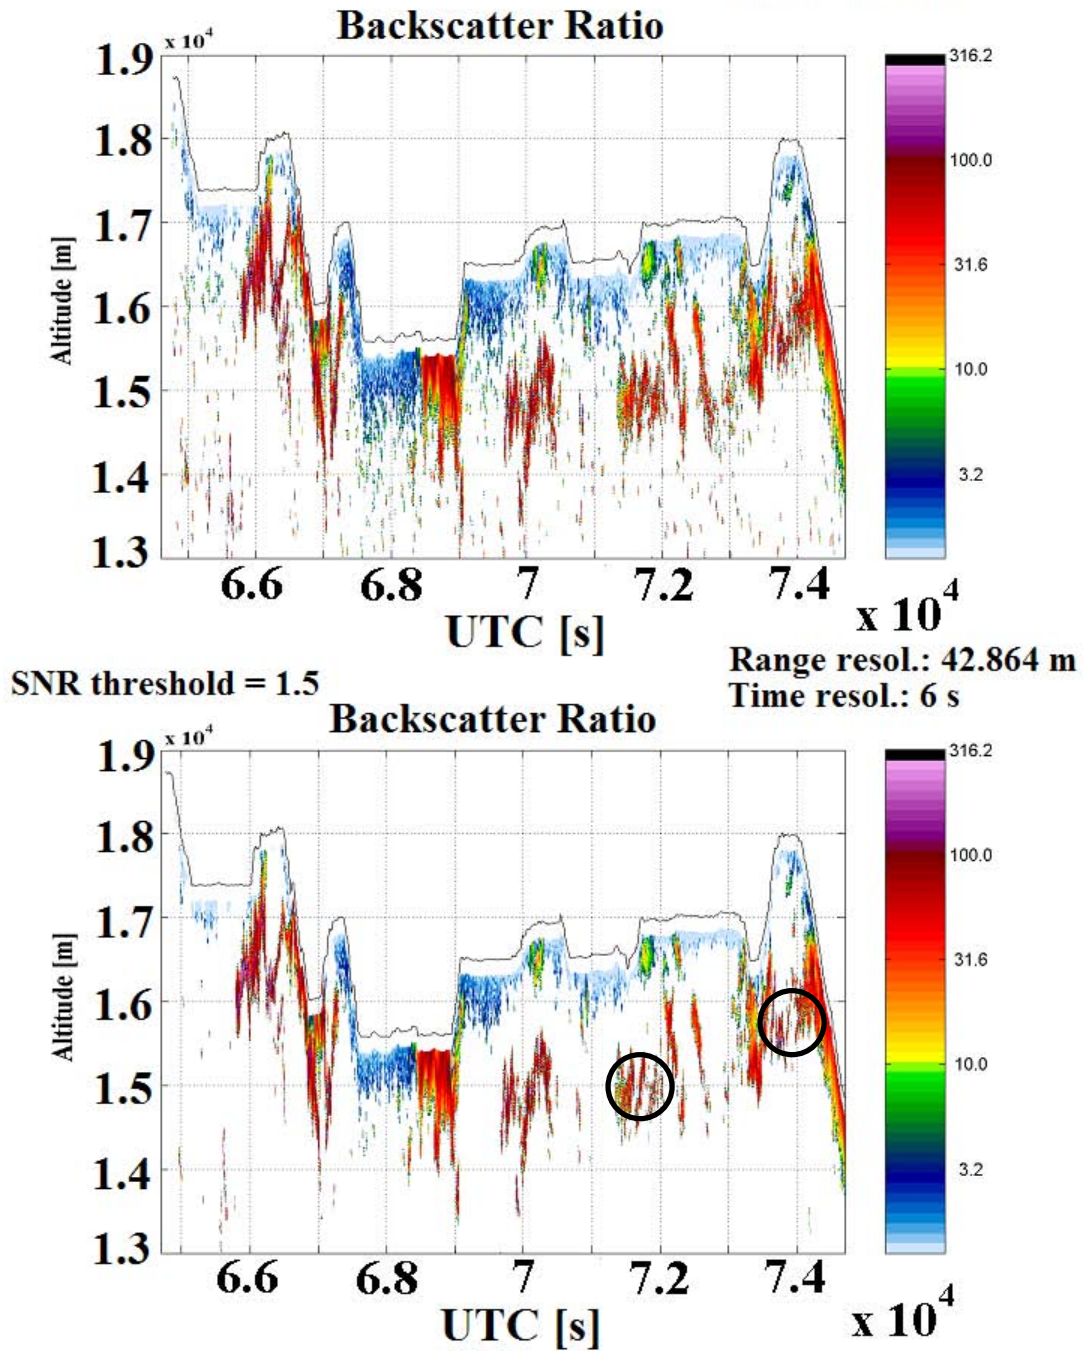 Backscatter Ratio
x 10⁴
1.9
1.8
1.7
1.6
1.5
1.4
1.3
Altitude [m]
316.2
100.0
31.6
10.0
3.2
6.6 6.8 7 7.2 7.4
x 10⁴
UTC [s]
SNR threshold = 1.5
Range resol.: 42.864 m
Time resol.: 6 s
Backscatter Ratio
x 10⁴
1.9
1.8
1.7
1.6
1.5
1.4
1.3
Altitude [m]
316.2
100.0
31.6
10.0
3.2
6.6 6.8 7 7.2 7.4
x 10⁴
UTC [s]